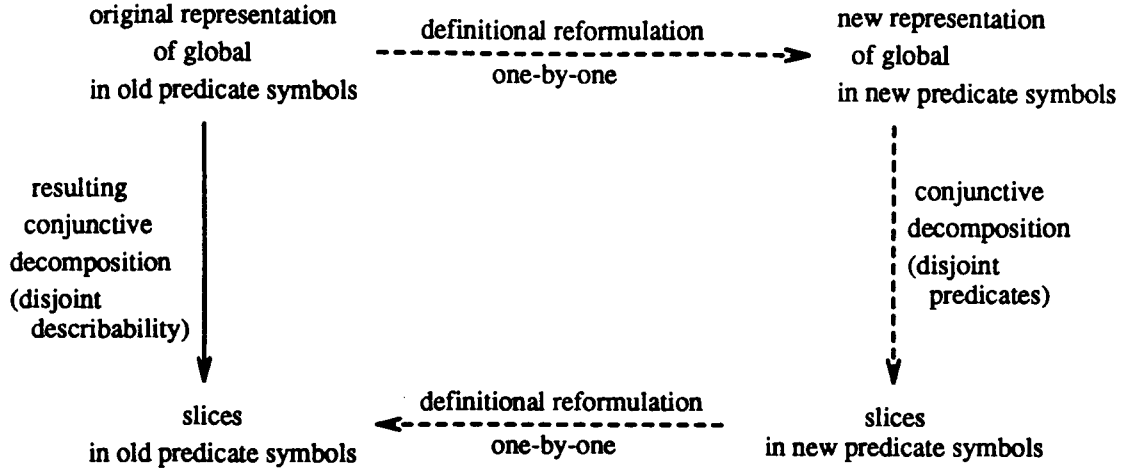 original representation
of global
in old predicate symbols
definitional reformulation
one-by-one
new representation
of global
in new predicate symbols
resulting
conjunctive
decomposition
(disjoint
describability)
conjunctive
decomposition
(disjoint
predicates)
slices
in old predicate symbols
definitional reformulation
one-by-one
slices
in new predicate symbols